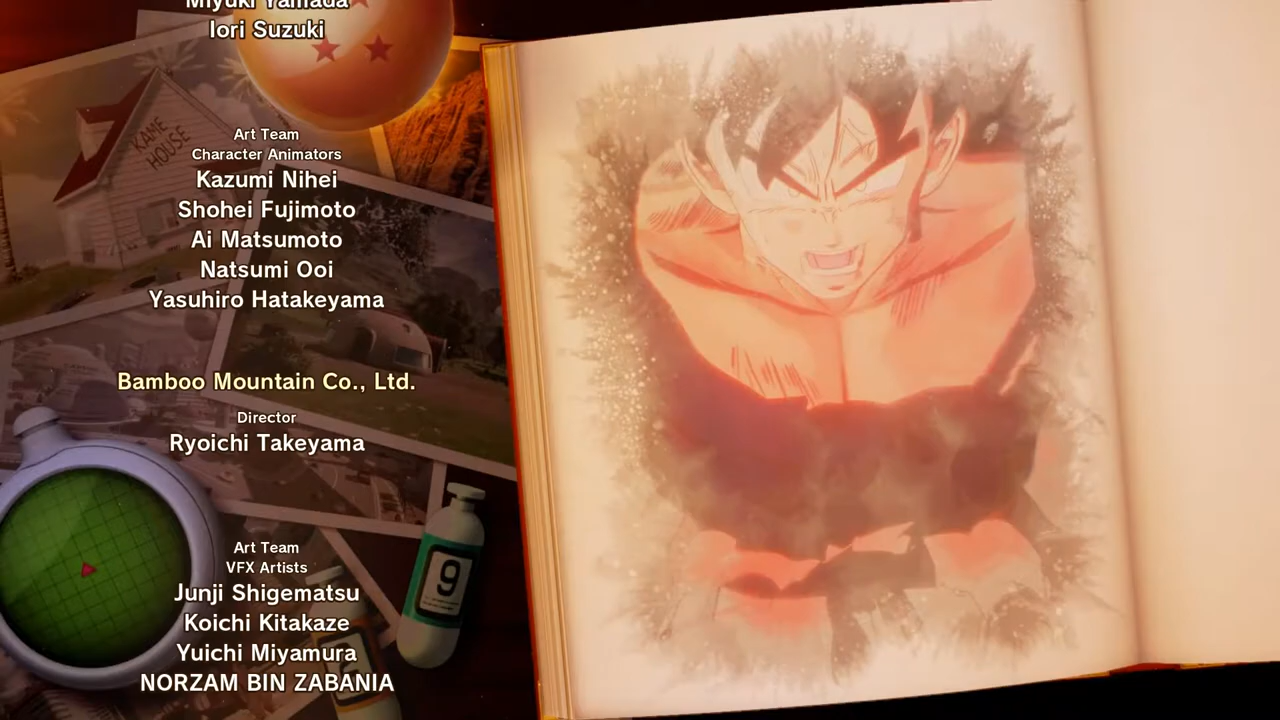 Miyuki Yamada
Iori Suzuki
Art Team
Character Animators
Kazumi Nihei
Shohei Fujimoto
Ai Matsumoto
Natsumi Ooi
Yasuhiro Hatakeyama
Bamboo Mountain Co., Ltd.
Director
Ryoichi Takeyama
Art Team
VFX Artists
Junji Shigematsu
Koichi Kitakaze
Yuichi Miyamura
NORZAM BIN ZABANIA
KAME
HOUSE
9